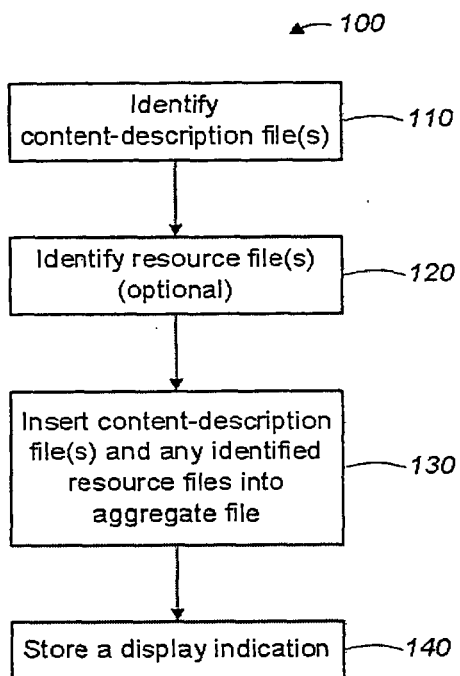 100
Identify
content-description file(s)
110
Identify resource file(s)
(optional)
120
Insert content-description
file(s) and any identified
resource files into
aggregate file
130
Store a display indication
140